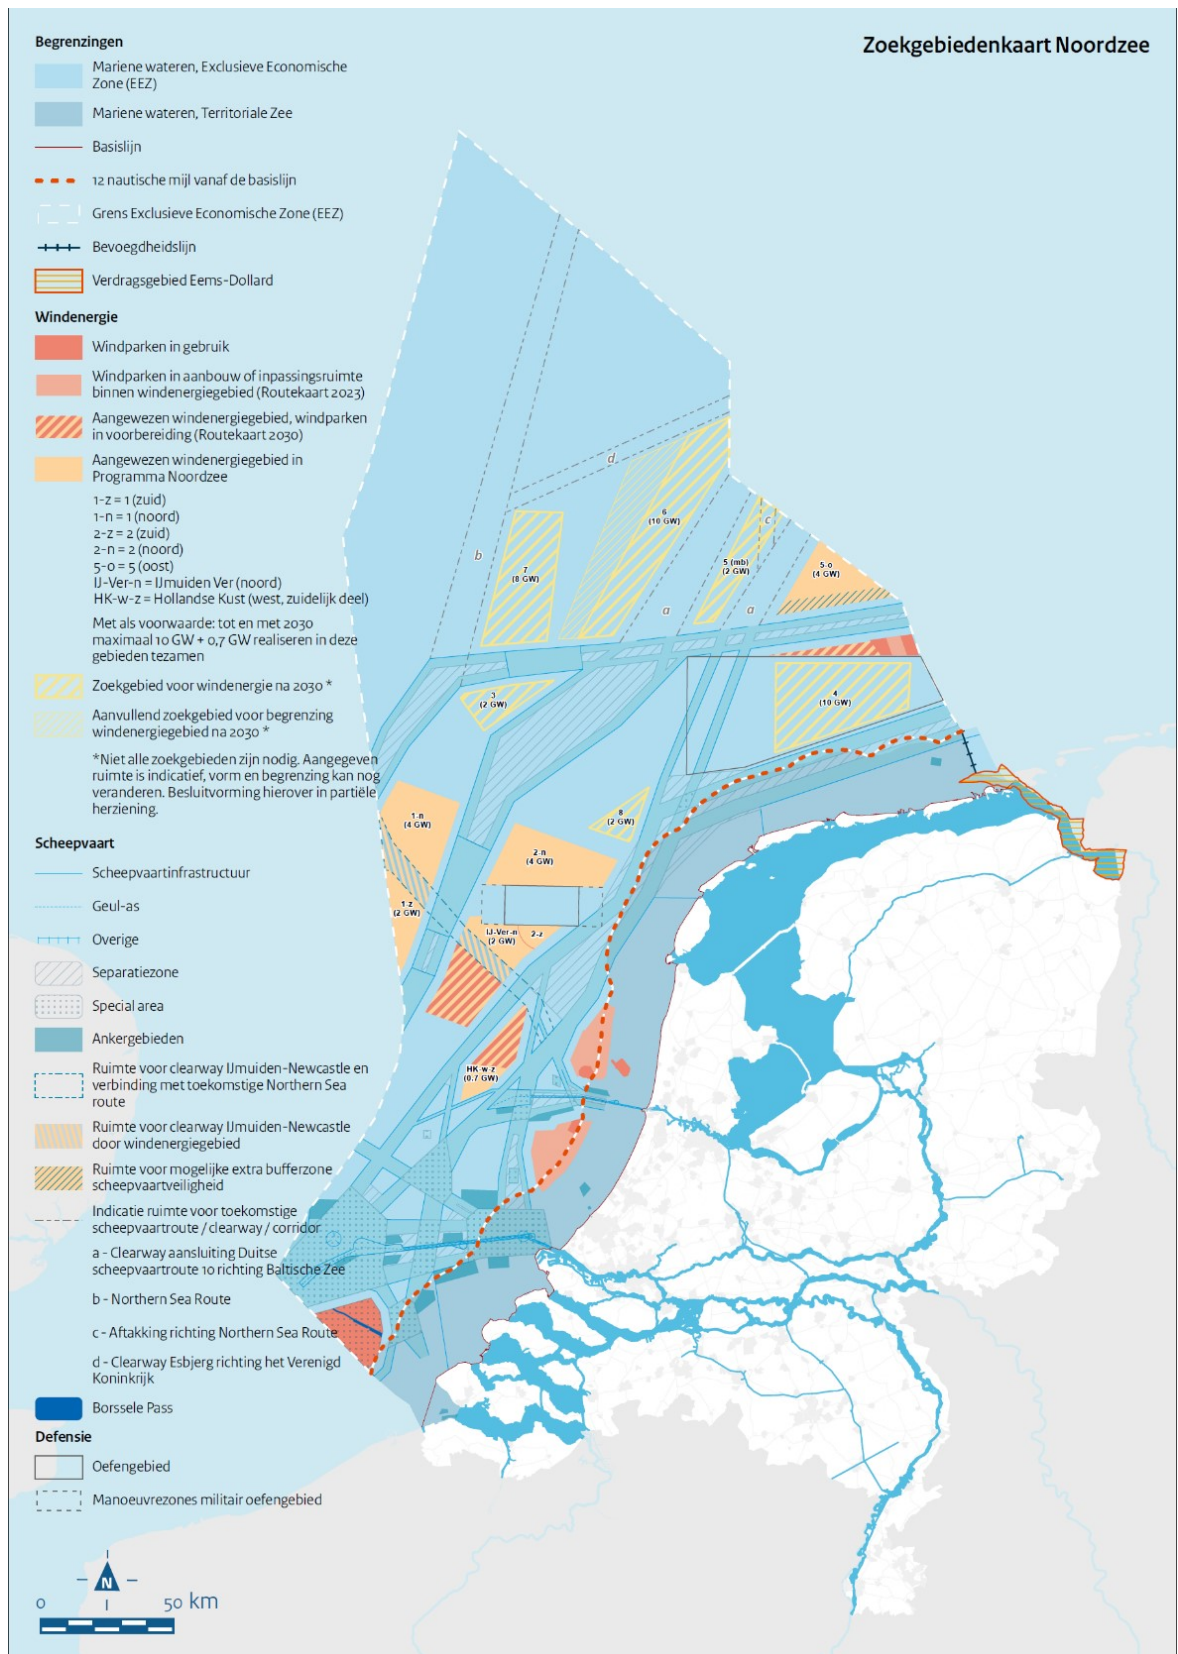 Zoekgebiedenkaart Noordzee
Begrenzingen
Mariene wateren, Exclusieve Economische
Zone (EEZ)
Mariene wateren, Territoriale Zee
Basislijn
12 nautische mijl vanaf de basislijn
Grens Exclusieve Economische Zone (EEZ)
Bevoegdheidslijn
Verdragsgebied Eems-Dollard
Windenergie
Windparken in gebruik
Windparken in aanbouw of inpassingsruimte
binnen windenergiegebied (Routekaart 2023)
Aangewezen windenergiegebied, windparken
in voorbereiding (Routekaart 2030)
Aangewezen windenergiegebied in
Programma Noordzee
1-z = 1 (zuid)
1-n = 1 (noord)
2-z = 2 (zuid)
2-n = 2 (noord)
5-o = 5 (oost)
IJ-Ver-n = IJmuiden Ver (noord)
HK-w-z = Hollandse Kust (west, zuidelijk deel)
Met als voorwaarde: tot en met 2030
maximaal 10 GW + 0,7 GW realiseren in deze
gebieden tezamen
Zoekgebied voor windenergie na 2030 *
Aanvullend zoekgebied voor begrenzing
windenergiegebied na 2030 *
*Niet alle zoekgebieden zijn nodig. Aangegeven
ruimte is indicatief, vorm en begrenzing kan nog
veranderen. Besluitvorming hierover in partiële
herziening.
Scheepvaart
Scheepvaartinfrastructuur
Geul-as
Overige
Separatiezone
Special area
Ankergebieden
Ruimte voor clearway IJmuiden-Newcastle en
verbinding met toekomstige Northern Sea
route
Ruimte voor clearway IJmuiden-Newcastle
door windenergiegebied
Ruimte voor mogelijke extra bufferzone
scheepvaartveiligheid
Indicatie ruimte voor toekomstige
scheepvaartroute / clearway / corridor
a - Clearway aansluiting Duitse
scheepvaartroute 10 richting Baltische Zee
b - Northern Sea Route
c - Aftakking richting Northern Sea Route
d - Clearway Esbjerg richting het Verenigd
Koninkrijk
Borssele Pass
Defensie
Oefengebied
Manoeuvrezones militair oefengebied
N
0
50 km
d
6
(10 GW)
c
b
7
(8 GW)
5 (mb)
(2 GW)
5-o
(4 GW)
a
a
3
(2 GW)
4
(10 GW)
1-n
(4 GW)
8
(2 GW)
2-n
(4 GW)
1-z
(2 GW)
IJ-Ver-n
(2 GW)
2-z
HK-w-z
(0.7 GW)